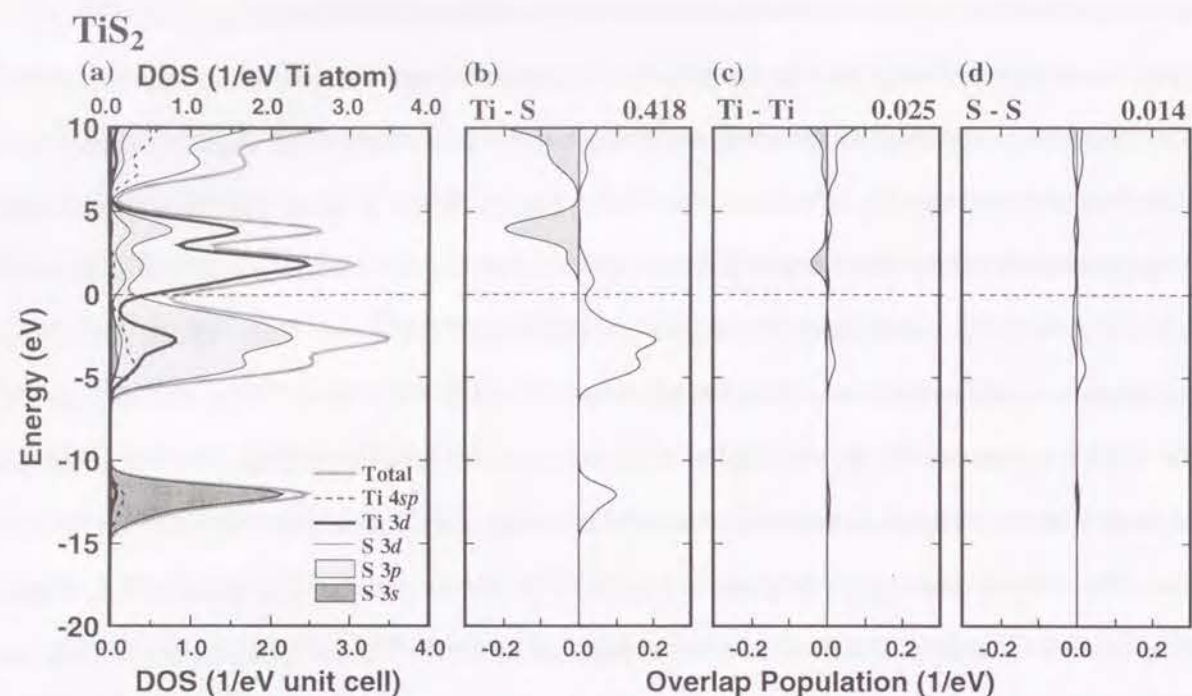 TiS2
(a) DOS (1/eV Ti atom)
0.0 1.0 2.0 3.0 4.0
(b)
Ti - S 0.418
(c)
Ti - Ti 0.025
(d)
S - S 0.014
Energy (eV)
10
5
0
-5
-10
-15
-20
Total
Ti 4sp
Ti 3d
S 3d
S 3p
S 3s
0.0 1.0 2.0 3.0 4.0
-0.2 0.0 0.2
-0.2 0.0 0.2
-0.2 0.0 0.2
DOS (1/eV unit cell)
Overlap Population (1/eV)